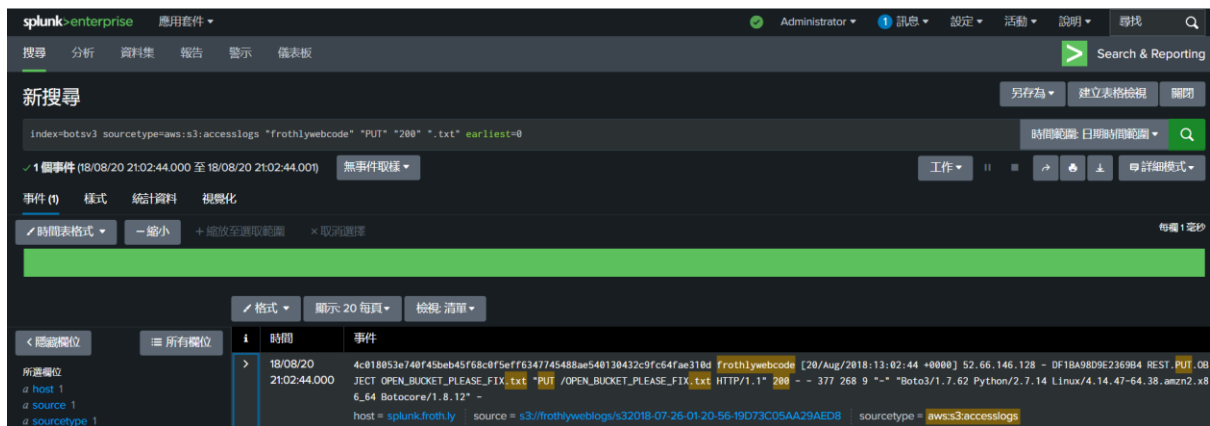 splunk>enterprise 應用套件 Administrator 1 訊息 設定 活動 說明 尋找
搜尋 分析 資料集 報告 警示 儀表板 Search & Reporting
新搜尋 另存為 建立表格檢視 關閉
index=botsv3 sourcetype=aws:s3:accesslogs "frothlywebcode" "PUT" "200" ".txt" earliest=0 時間範圍: 日期時間範圍
✓ 1 個事件 (18/08/20 21:02:44.000 至 18/08/20 21:02:44.001) 無事件取樣 工作 詳細模式
事件 (1) 樣式 統計資料 視覺化
時間表格式 — 縮小 + 縮放至選取範圍 × 取消選擇 每欄 1 毫秒
格式 顯示: 20 每頁 檢視: 清單
< 隱藏欄位 所有欄位 i 時間 事件
所選欄位
a host 1
a source 1
a sourcetype 1
> 18/08/20 21:02:44.000
4c018053e740f45beb45f68c0f5eff6347745488ae540130432c9fc64fae310d frothlywebcode [20/Aug/2018:13:02:44 +0000] 52.66.146.128 - DF1BA98D9E2369B4 REST.PUT.OB
JECT OPEN_BUCKET_PLEASE_FIX.txt "PUT /OPEN_BUCKET_PLEASE_FIX.txt HTTP/1.1" 200 - - 377 268 9 "-" "Boto3/1.7.62 Python/2.7.14 Linux/4.14.47-64.38.amzn2.x8
6_64 Botocore/1.8.12" -
host = splunk.froth.ly source = s3://frothlyweblogs/s32018-07-26-01-20-56-19D73C05AA29AED8 sourcetype = aws:s3:accesslogs